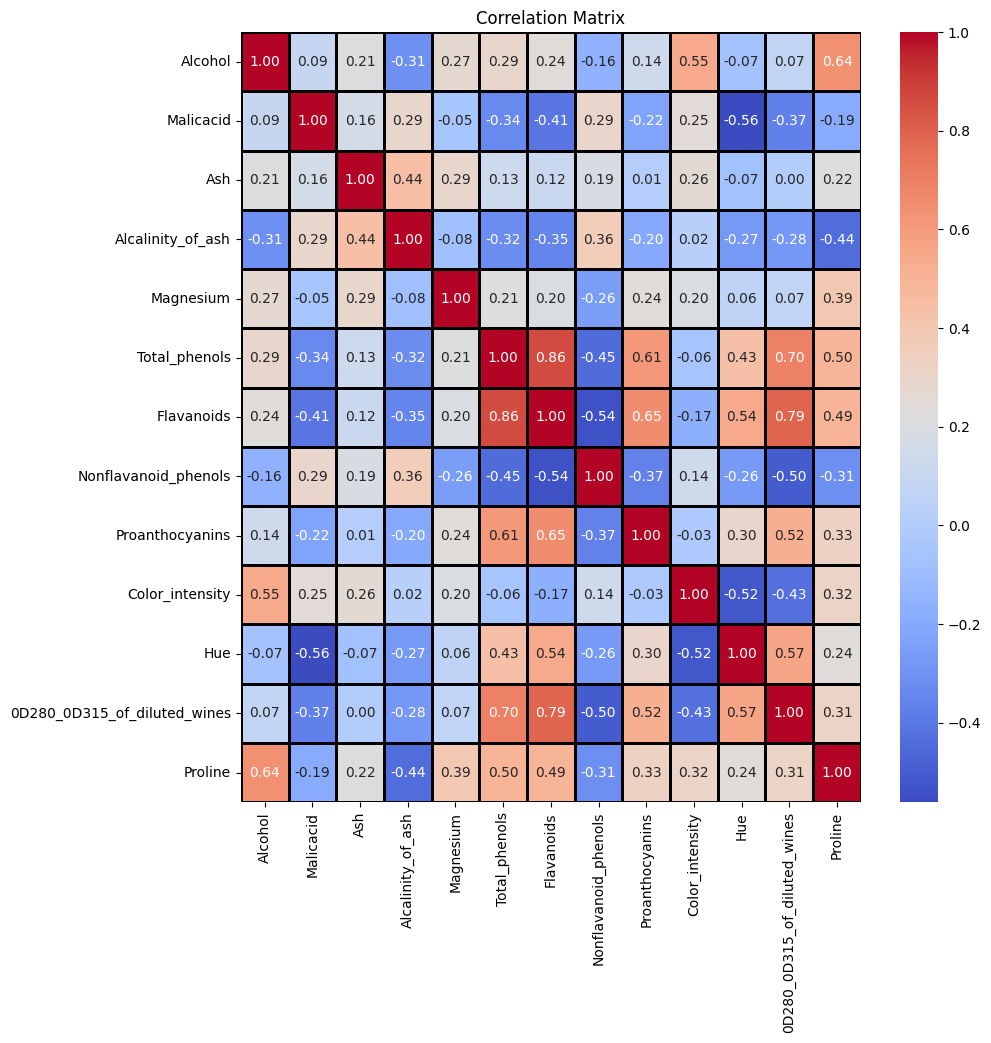 Correlation Matrix
Alcohol 1.00 0.09 0.21 -0.31 0.27 0.29 0.24 -0.16 0.14 0.55 -0.07 0.07 0.64
Malicacid 0.09 1.00 0.16 0.29 -0.05 -0.34 -0.41 0.29 -0.22 0.25 -0.56 -0.37 -0.19
Ash 0.21 0.16 1.00 0.44 0.29 0.13 0.12 0.19 0.01 0.26 -0.07 0.00 0.22
Alcalinity_of_ash -0.31 0.29 0.44 1.00 -0.08 -0.32 -0.35 0.36 -0.20 0.02 -0.27 -0.28 -0.44
Magnesium 0.27 -0.05 0.29 -0.08 1.00 0.21 0.20 -0.26 0.24 0.20 0.06 0.07 0.39
Total_phenols 0.29 -0.34 0.13 -0.32 0.21 1.00 0.86 -0.45 0.61 -0.06 0.43 0.70 0.50
Flavanoids 0.24 -0.41 0.12 -0.35 0.20 0.86 1.00 -0.54 0.65 -0.17 0.54 0.79 0.49
Nonflavanoid_phenols -0.16 0.29 0.19 0.36 -0.26 -0.45 -0.54 1.00 -0.37 0.14 -0.26 -0.50 -0.31
Proanthocyanins 0.14 -0.22 0.01 -0.20 0.24 0.61 0.65 -0.37 1.00 -0.03 0.30 0.52 0.33
Color_intensity 0.55 0.25 0.26 0.02 0.20 -0.06 -0.17 0.14 -0.03 1.00 -0.52 -0.43 0.32
Hue -0.07 -0.56 -0.07 -0.27 0.06 0.43 0.54 -0.26 0.30 -0.52 1.00 0.57 0.24
0D280_0D315_of_diluted_wines 0.07 -0.37 0.00 -0.28 0.07 0.70 0.79 -0.50 0.52 -0.43 0.57 1.00 0.31
Proline 0.64 -0.19 0.22 -0.44 0.39 0.50 0.49 -0.31 0.33 0.32 0.24 0.31 1.00
Alcohol
Malicacid
Ash
Alcalinity_of_ash
Magnesium
Total_phenols
Flavanoids
Nonflavanoid_phenols
Proanthocyanins
Color_intensity
Hue
0D280_0D315_of_diluted_wines
Proline
1.0
0.8
0.6
0.4
0.2
0.0
−0.2
−0.4